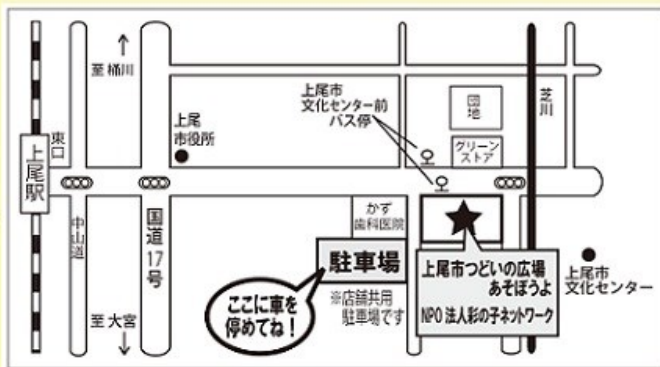 至 桶川
上尾駅
東口
中山道
国道17号
至 大宮
上尾
市役所
上尾市
文化センター前
バス停
団地
グリーン
ストア
芝川
かず
歯科医院
駐車場
※店舗共用
駐車場です
ここに車を
停めてね！
上尾市つどいの広場
あそぼうよ
NPO 法人彩の子ネットワーク
上尾市
文化センター